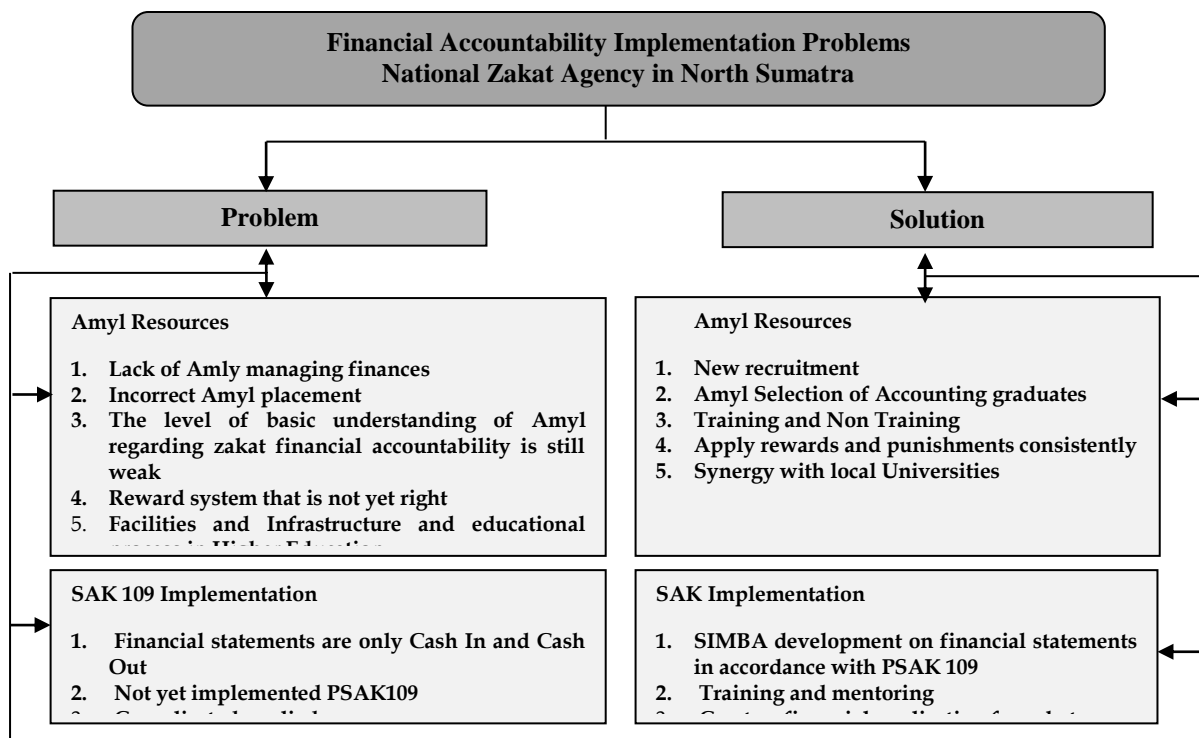 Financial Accountability Implementation Problems
National Zakat Agency in North Sumatra
Problem
Amyl Resources
1. Lack of Amly managing finances
2. Incorrect Amyl placement
3. The level of basic understanding of Amyl
regarding zakat financial accountability is still
weak
4. Reward system that is not yet right
5. Facilities and Infrastructure and educational
SAK 109 Implementation
1. Financial statements are only Cash In and Cash
Out
2. Not yet implemented PSAK109
Solution
Amyl Resources
1. New recruitment
2. Amyl Selection of Accounting graduates
3. Training and Non Training
4. Apply rewards and punishments consistently
5. Synergy with local Universities
SAK Implementation
1. SIMBA development on financial statements
in accordance with PSAK 109
2. Training and mentoring